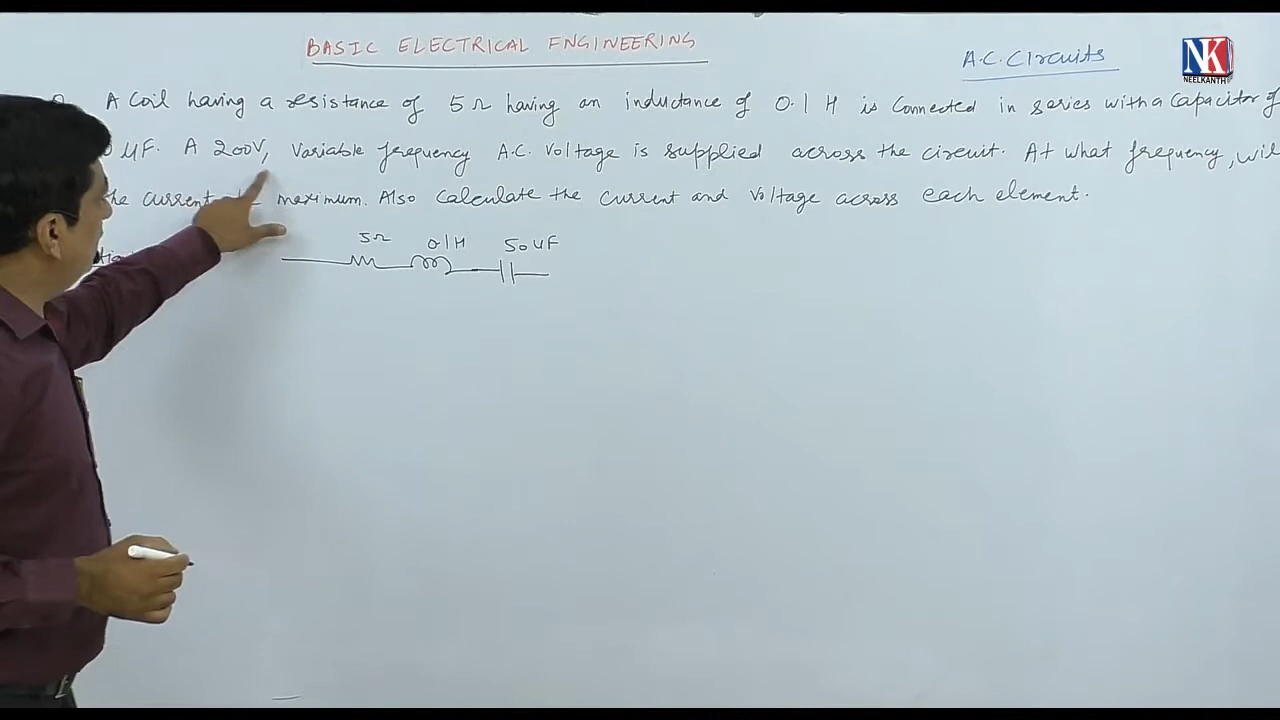 BASIC ELECTRICAL ENGINEERING
A.C. Circuits
NK
NEELKANTH
A Coil having a resistance of 5 Ω having an inductance of 0.1 H is Connected in series with a Capacitor of
μF. A 200V, Variable frequency A.C. Voltage is supplied across the circuit. At what frequency, will
the current maximum. Also Calculate the Current and Voltage across each element.
5Ω 0.1H 50 μF